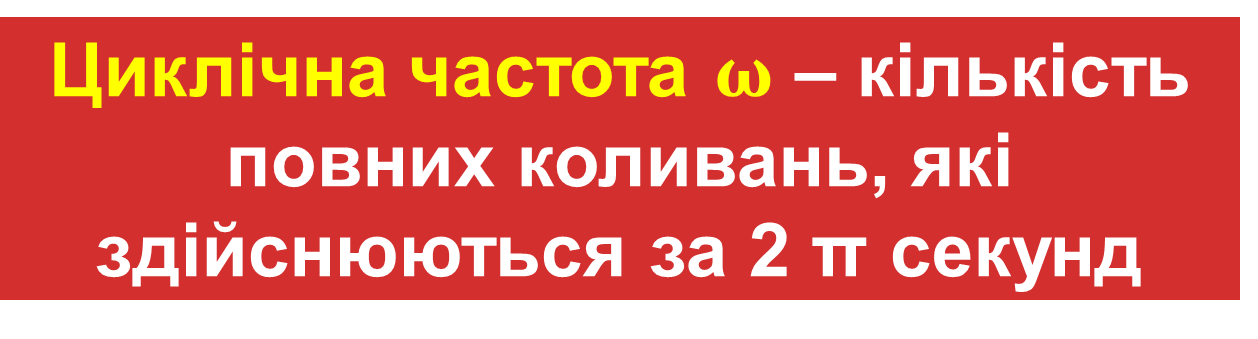 Циклічна частота ω – кількість
повних коливань, які
здійснюються за 2 π секунд